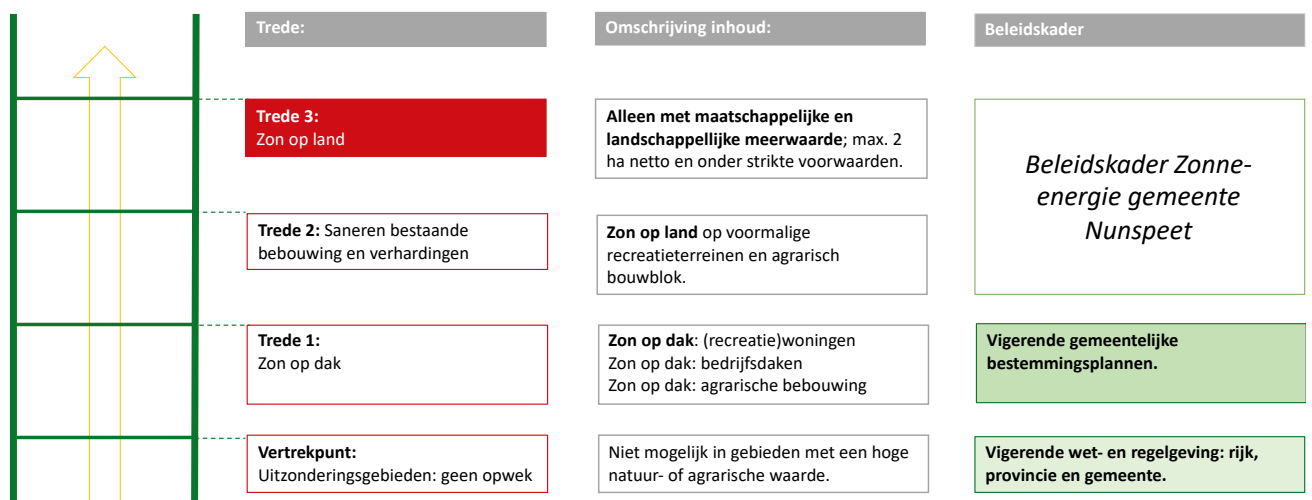 Trede:
Omschrijving inhoud:
Beleidskader
Trede 3:
Zon op land
Alleen met maatschappelijke en
landschappellijke meerwaarde; max. 2
ha netto en onder strikte voorwaarden.
Beleidskader Zonne-
energie gemeente
Nunspeet
Trede 2: Saneren bestaande
bebouwing en verhardingen
Zon op land op voormalige
recreatieterreinen en agrarisch
bouwblok.
Trede 1:
Zon op dak
Zon op dak: (recreatie)woningen
Zon op dak: bedrijfsdaken
Zon op dak: agrarische bebouwing
Vigerende gemeentelijke
bestemmingsplannen.
Vertrekpunt:
Uitzonderingsgebieden: geen opwek
Niet mogelijk in gebieden met een hoge
natuur- of agrarische waarde.
Vigerende wet- en regelgeving: rijk,
provincie en gemeente.